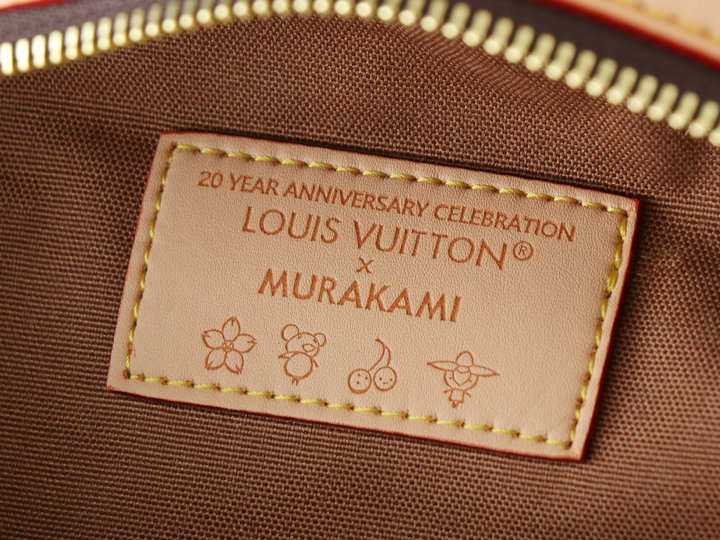 20 YEAR ANNIVERSARY CELEBRATION
LOUIS VUITTON®
x
MURAKAMI